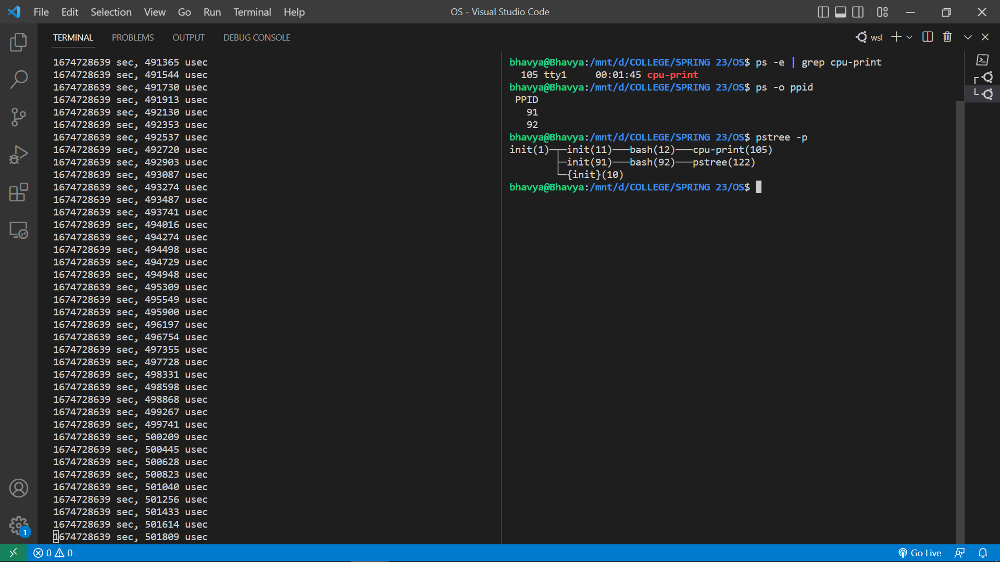 File Edit Selection View Go Run Terminal Help
OS - Visual Studio Code
TERMINAL PROBLEMS OUTPUT DEBUG CONSOLE
wsl
1674728639 sec, 491365 usec
1674728639 sec, 491544 usec
1674728639 sec, 491730 usec
1674728639 sec, 491913 usec
1674728639 sec, 492130 usec
1674728639 sec, 492353 usec
1674728639 sec, 492537 usec
1674728639 sec, 492720 usec
1674728639 sec, 492903 usec
1674728639 sec, 493087 usec
1674728639 sec, 493274 usec
1674728639 sec, 493487 usec
1674728639 sec, 493741 usec
1674728639 sec, 494016 usec
1674728639 sec, 494274 usec
1674728639 sec, 494498 usec
1674728639 sec, 494729 usec
1674728639 sec, 494948 usec
1674728639 sec, 495309 usec
1674728639 sec, 495549 usec
1674728639 sec, 495900 usec
1674728639 sec, 496197 usec
1674728639 sec, 496754 usec
1674728639 sec, 497355 usec
1674728639 sec, 497728 usec
1674728639 sec, 498331 usec
1674728639 sec, 498598 usec
1674728639 sec, 498868 usec
1674728639 sec, 499267 usec
1674728639 sec, 499741 usec
1674728639 sec, 500209 usec
1674728639 sec, 500445 usec
1674728639 sec, 500628 usec
1674728639 sec, 500823 usec
1674728639 sec, 501040 usec
1674728639 sec, 501256 usec
1674728639 sec, 501433 usec
1674728639 sec, 501614 usec
1674728639 sec, 501809 usec
bhavya@Bhavya:/mnt/d/COLLEGE/SPRING 23/OS$ ps -e | grep cpu-print
  105 tty1     00:01:45 cpu-print
bhavya@Bhavya:/mnt/d/COLLEGE/SPRING 23/OS$ ps -o ppid
 PPID
   91
   92
bhavya@Bhavya:/mnt/d/COLLEGE/SPRING 23/OS$ pstree -p
init(1)─┬─init(11)───bash(12)───cpu-print(105)
        ├─init(91)───bash(92)───pstree(122)
        └─{init}(10)
bhavya@Bhavya:/mnt/d/COLLEGE/SPRING 23/OS$
1
0 0
Go Live